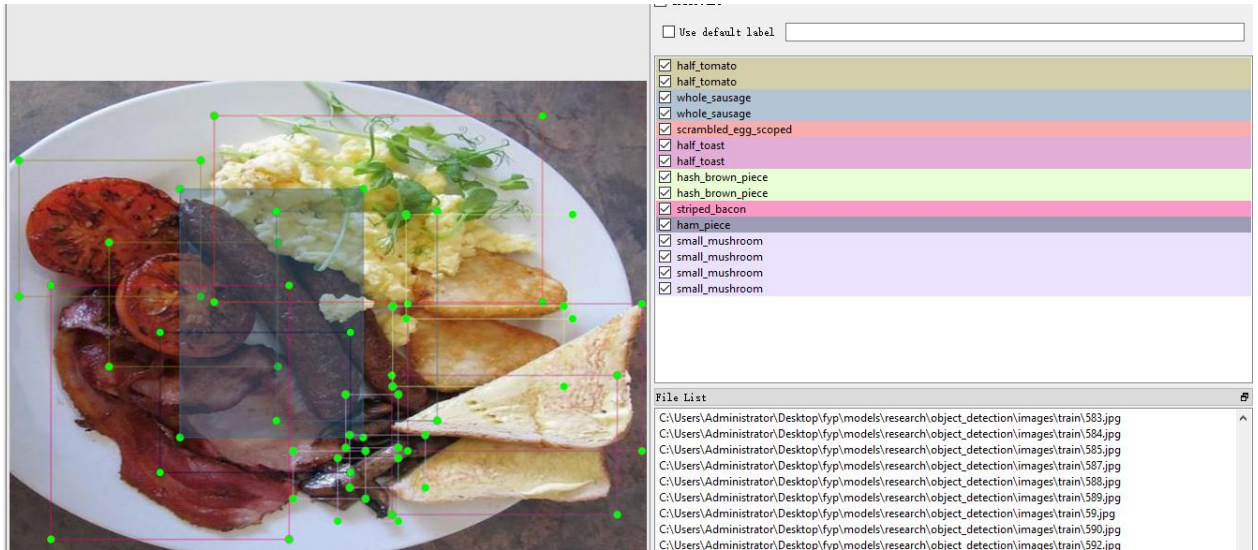 Use default label
half_tomato
half_tomato
whole_sausage
whole_sausage
scrambled_egg_scoped
half_toast
half_toast
hash_brown_piece
hash_brown_piece
striped_bacon
ham_piece
small_mushroom
small_mushroom
small_mushroom
small_mushroom
File List
C:\Users\Administrator\Desktop\fyp\models\research\object_detection\images\train\583.jpg
C:\Users\Administrator\Desktop\fyp\models\research\object_detection\images\train\584.jpg
C:\Users\Administrator\Desktop\fyp\models\research\object_detection\images\train\585.jpg
C:\Users\Administrator\Desktop\fyp\models\research\object_detection\images\train\587.jpg
C:\Users\Administrator\Desktop\fyp\models\research\object_detection\images\train\588.jpg
C:\Users\Administrator\Desktop\fyp\models\research\object_detection\images\train\589.jpg
C:\Users\Administrator\Desktop\fyp\models\research\object_detection\images\train\59.jpg
C:\Users\Administrator\Desktop\fyp\models\research\object_detection\images\train\590.jpg
C:\Users\Administrator\Desktop\fyp\models\research\object_detection\images\train\592.jpg